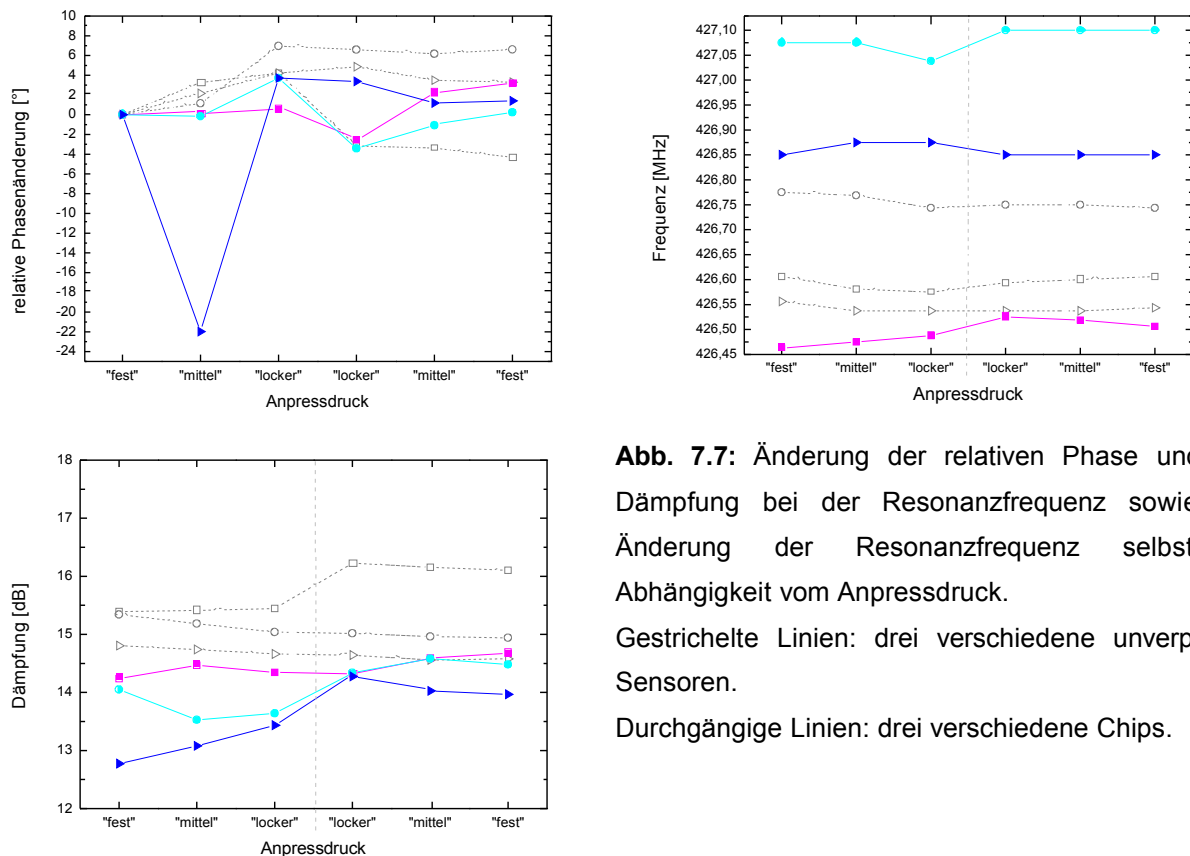 10
8
6
4
2
0
-2
-4
-6
-8
-10
-12
-14
-16
-18
-20
-22
-24
relative Phasenänderung [°]
"fest" "mittel" "locker" "locker" "mittel" "fest"
Anpressdruck
427,10
427,05
427,00
426,95
426,90
426,85
426,80
426,75
426,70
426,65
426,60
426,55
426,50
426,45
Frequenz [MHz]
"fest" "mittel" "locker" "locker" "mittel" "fest"
Anpressdruck
18
17
16
15
14
13
12
Dämpfung [dB]
"fest" "mittel" "locker" "locker" "mittel" "fest"
Anpressdruck
Abb. 7.7: Änderung der relativen Phase und
Dämpfung bei der Resonanzfrequenz sowie
Änderung der Resonanzfrequenz selbst
Abhängigkeit vom Anpressdruck.
Gestrichelte Linien: drei verschiedene unverp
Sensoren.
Durchgängige Linien: drei verschiedene Chips.